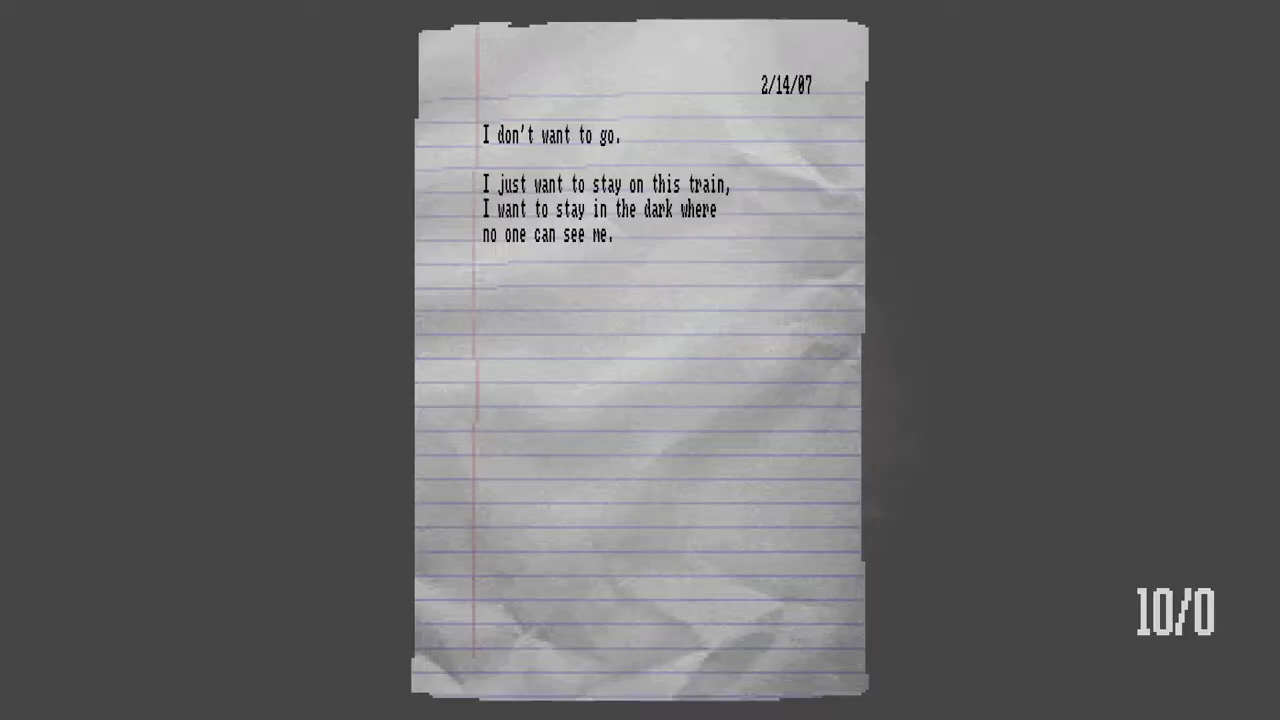 2/14/07
I don't want to go.
I just want to stay on this train,
I want to stay in the dark where
no one can see me.
10/0